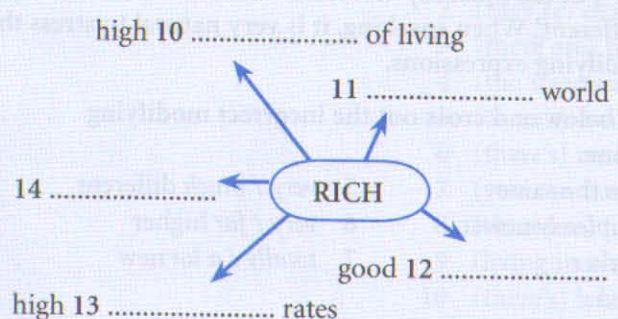 high 10 ........................... of living
11 ........................... world
14 ...........................
RICH
good 12 ...........................
high 13 ........................... rates